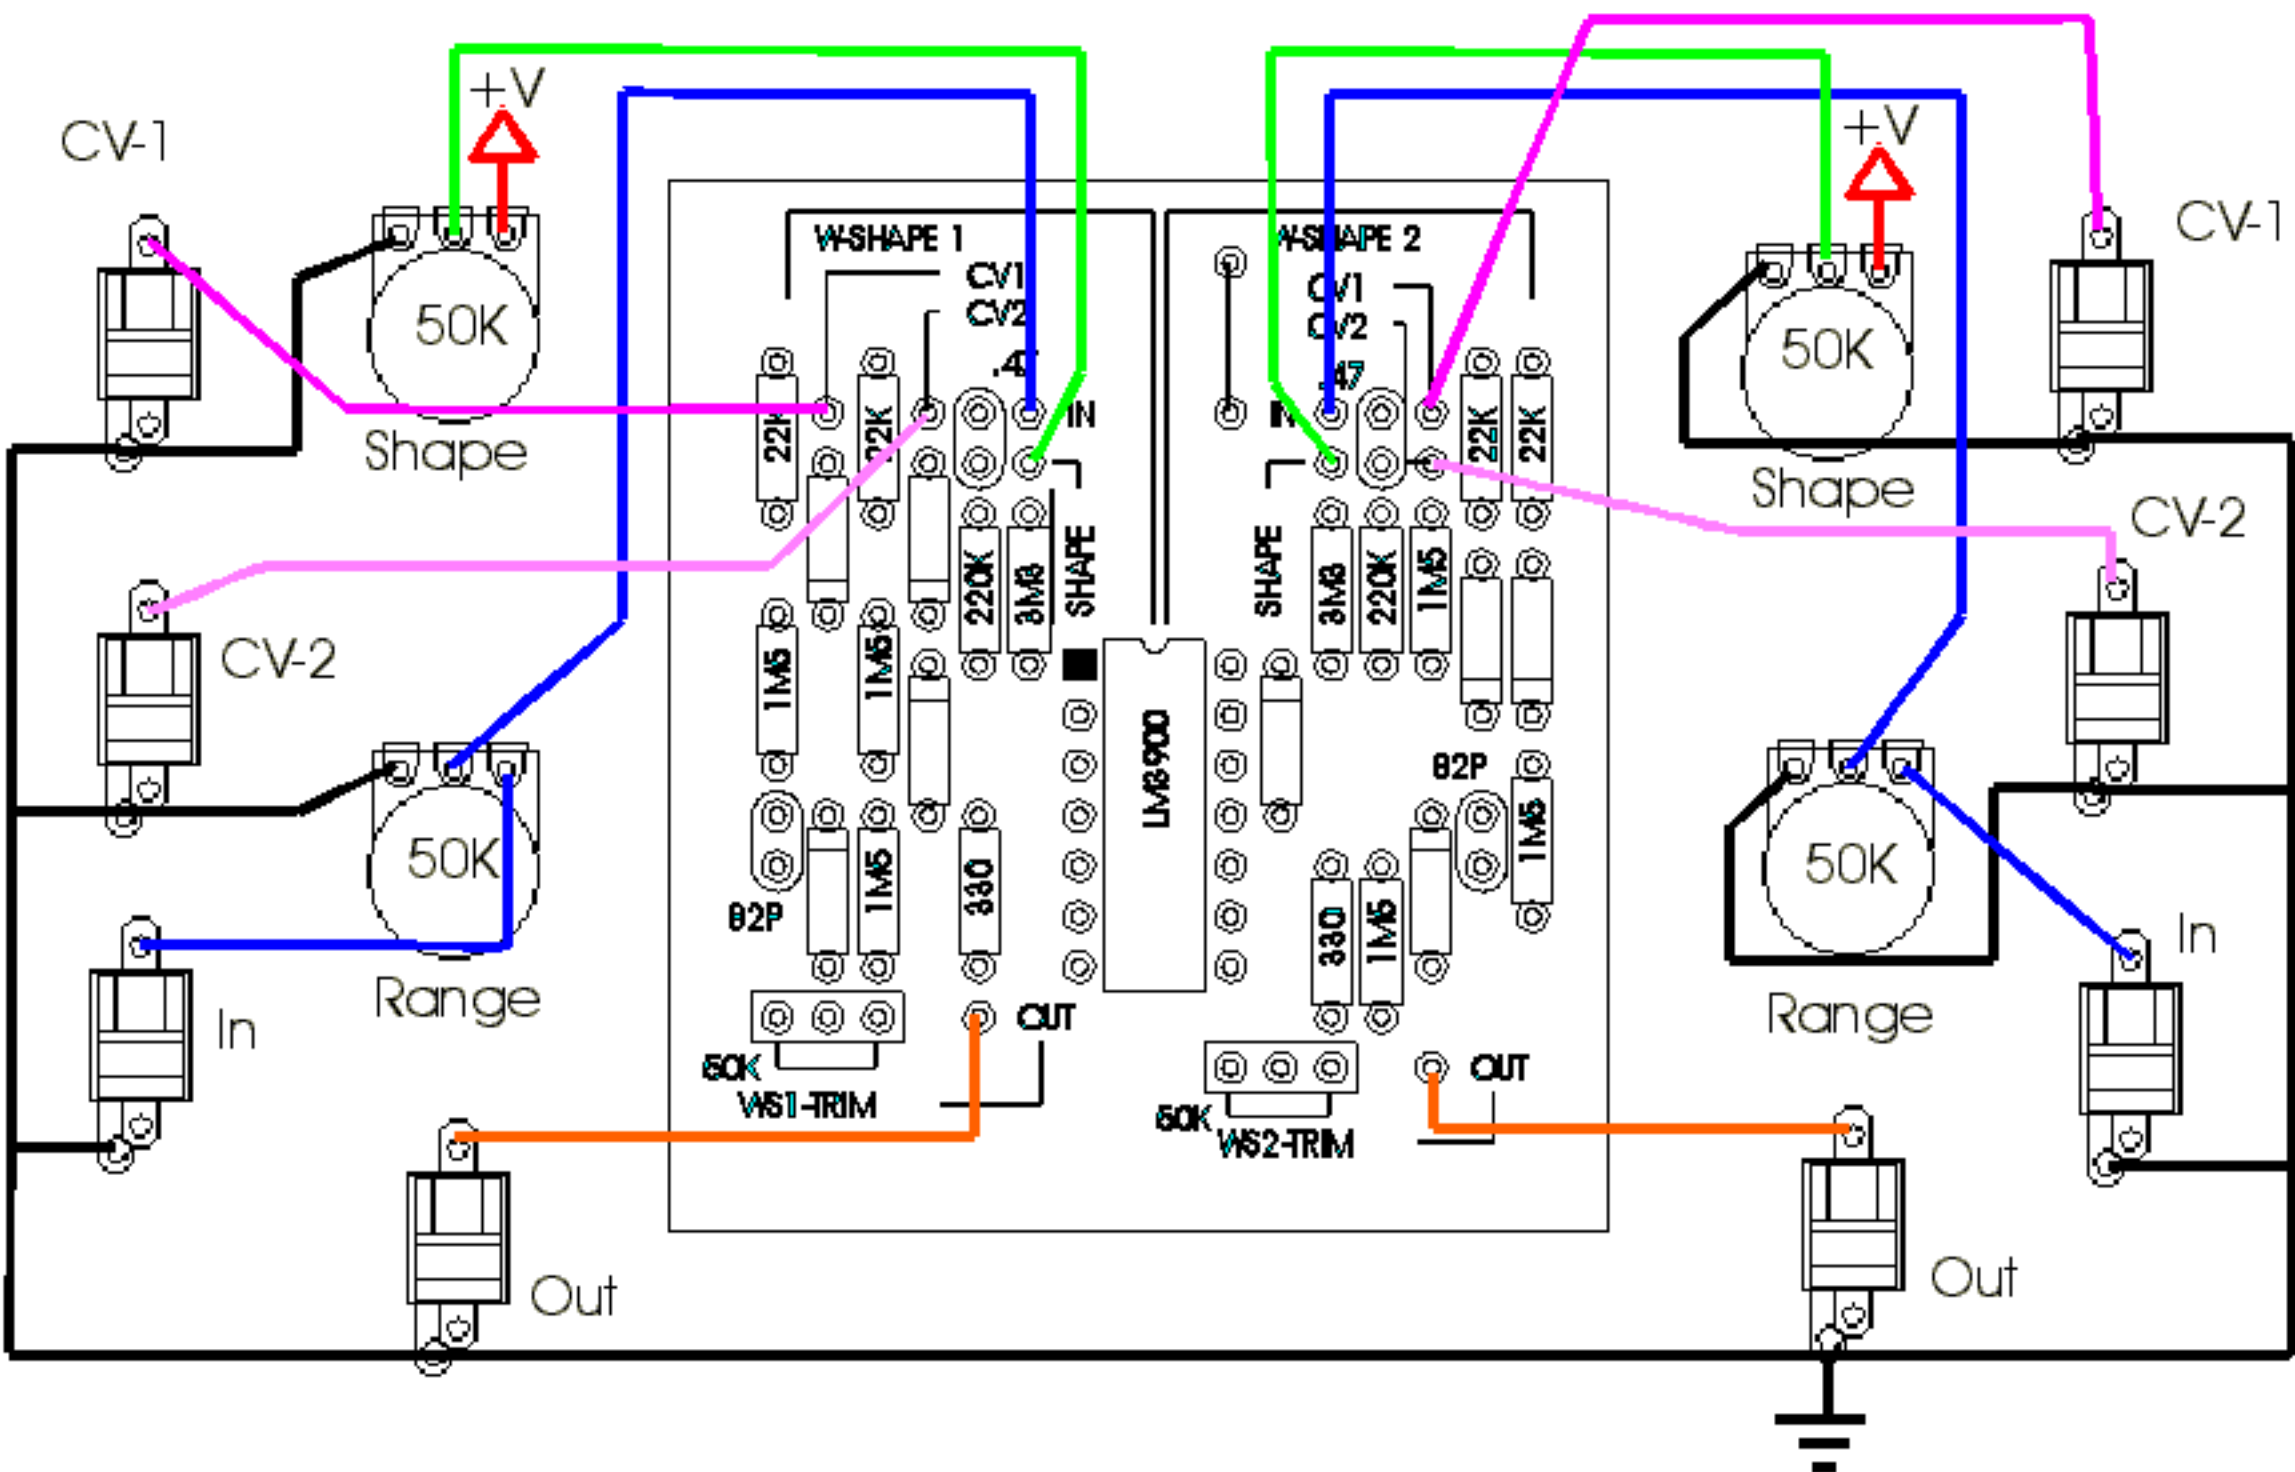 +V
+V
CV-1
CV-1
W-SHAPE 1
W-SHAPE 2
CV1
CV1
CV2
CV2
50K
50K
.47
.47
22K
22K
IN
IN
22K
22K
Shape
Shape
CV-2
220K
3M3
SHAPE
SHAPE
3M3
220K
1M5
CV-2
1M5
1M5
LM3900
82P
50K
50K
1M5
330
1M5
82P
330
1M5
In
Range
Range
In
OUT
50K
WS1-TRIM
OUT
50K
WS2-TRIM
Out
Out